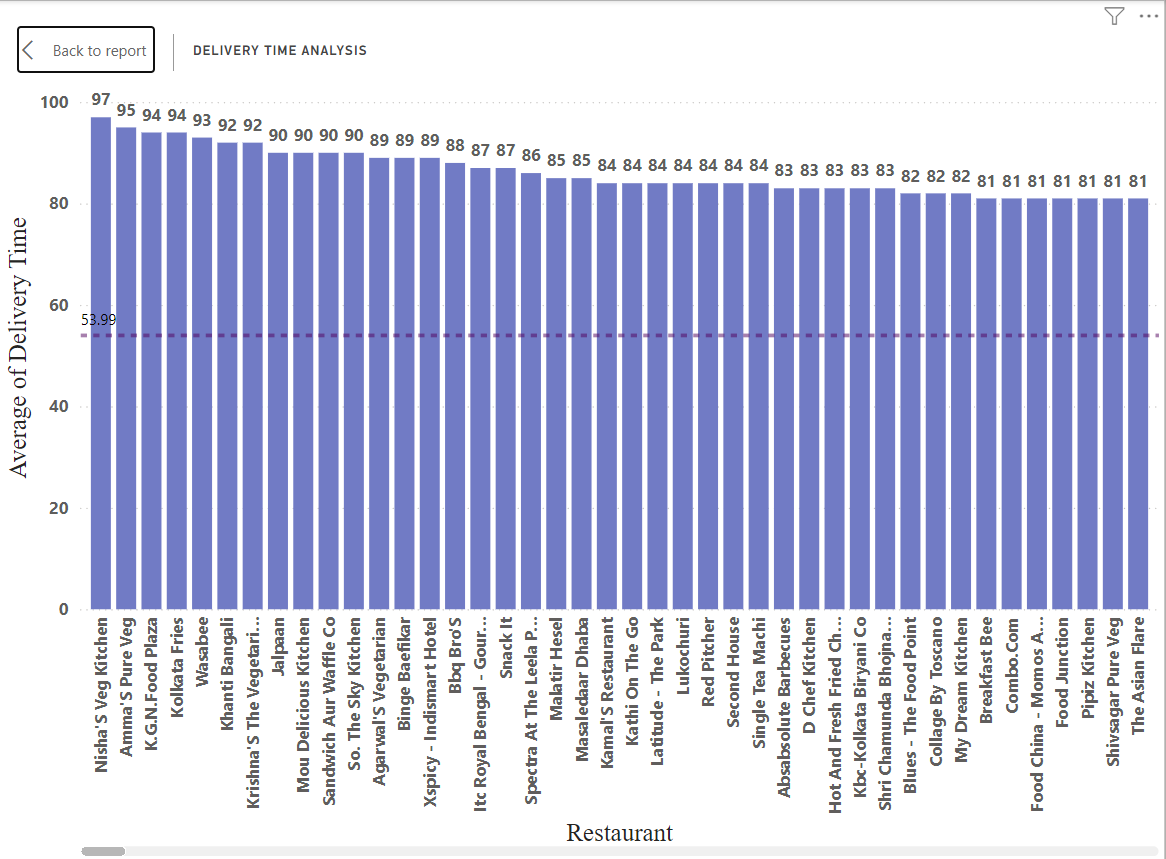 Back to report
DELIVERY TIME ANALYSIS
Average of Delivery Time
100
80
60
40
20
0
53.99
97
95
94
94
93
92
92
90
90
90
90
89
89
89
88
87
87
86
85
85
84
84
84
84
84
84
84
83
83
83
83
83
82
82
82
81
81
81
81
81
81
81
Nisha'S Veg Kitchen
Amma'S Pure Veg
K.G.N.Food Plaza
Kolkata Fries
Wasabee
Khanti Bangali
Krishna'S The Vegetari...
Jalpaan
Mou Delicious Kitchen
Sandwich Aur Waffle Co
So. The Sky Kitchen
Agarwal'S Vegetarian
Binge Baefikar
Xspicy - Indismart Hotel
Bbq Bro'S
Itc Royal Bengal - Gour...
Snack It
Spectra At The Leela P...
Malatir Hesel
Masaledaar Dhaba
Kamal'S Restaurant
Kathi On The Go
Latitude - The Park
Lukochuri
Red Pitcher
Second House
Single Tea Machi
Absabsolute Barbecues
D Chef Kitchen
Hot And Fresh Fried Ch...
Kbc-Kolkata Biryani Co
Shri Chamunda Bhojna...
Blues - The Food Point
Collage By Toscano
My Dream Kitchen
Breakfast Bee
Combo.Com
Food China - Momos A...
Food Junction
Pipiz Kitchen
Shivsagar Pure Veg
The Asian Flare
Restaurant